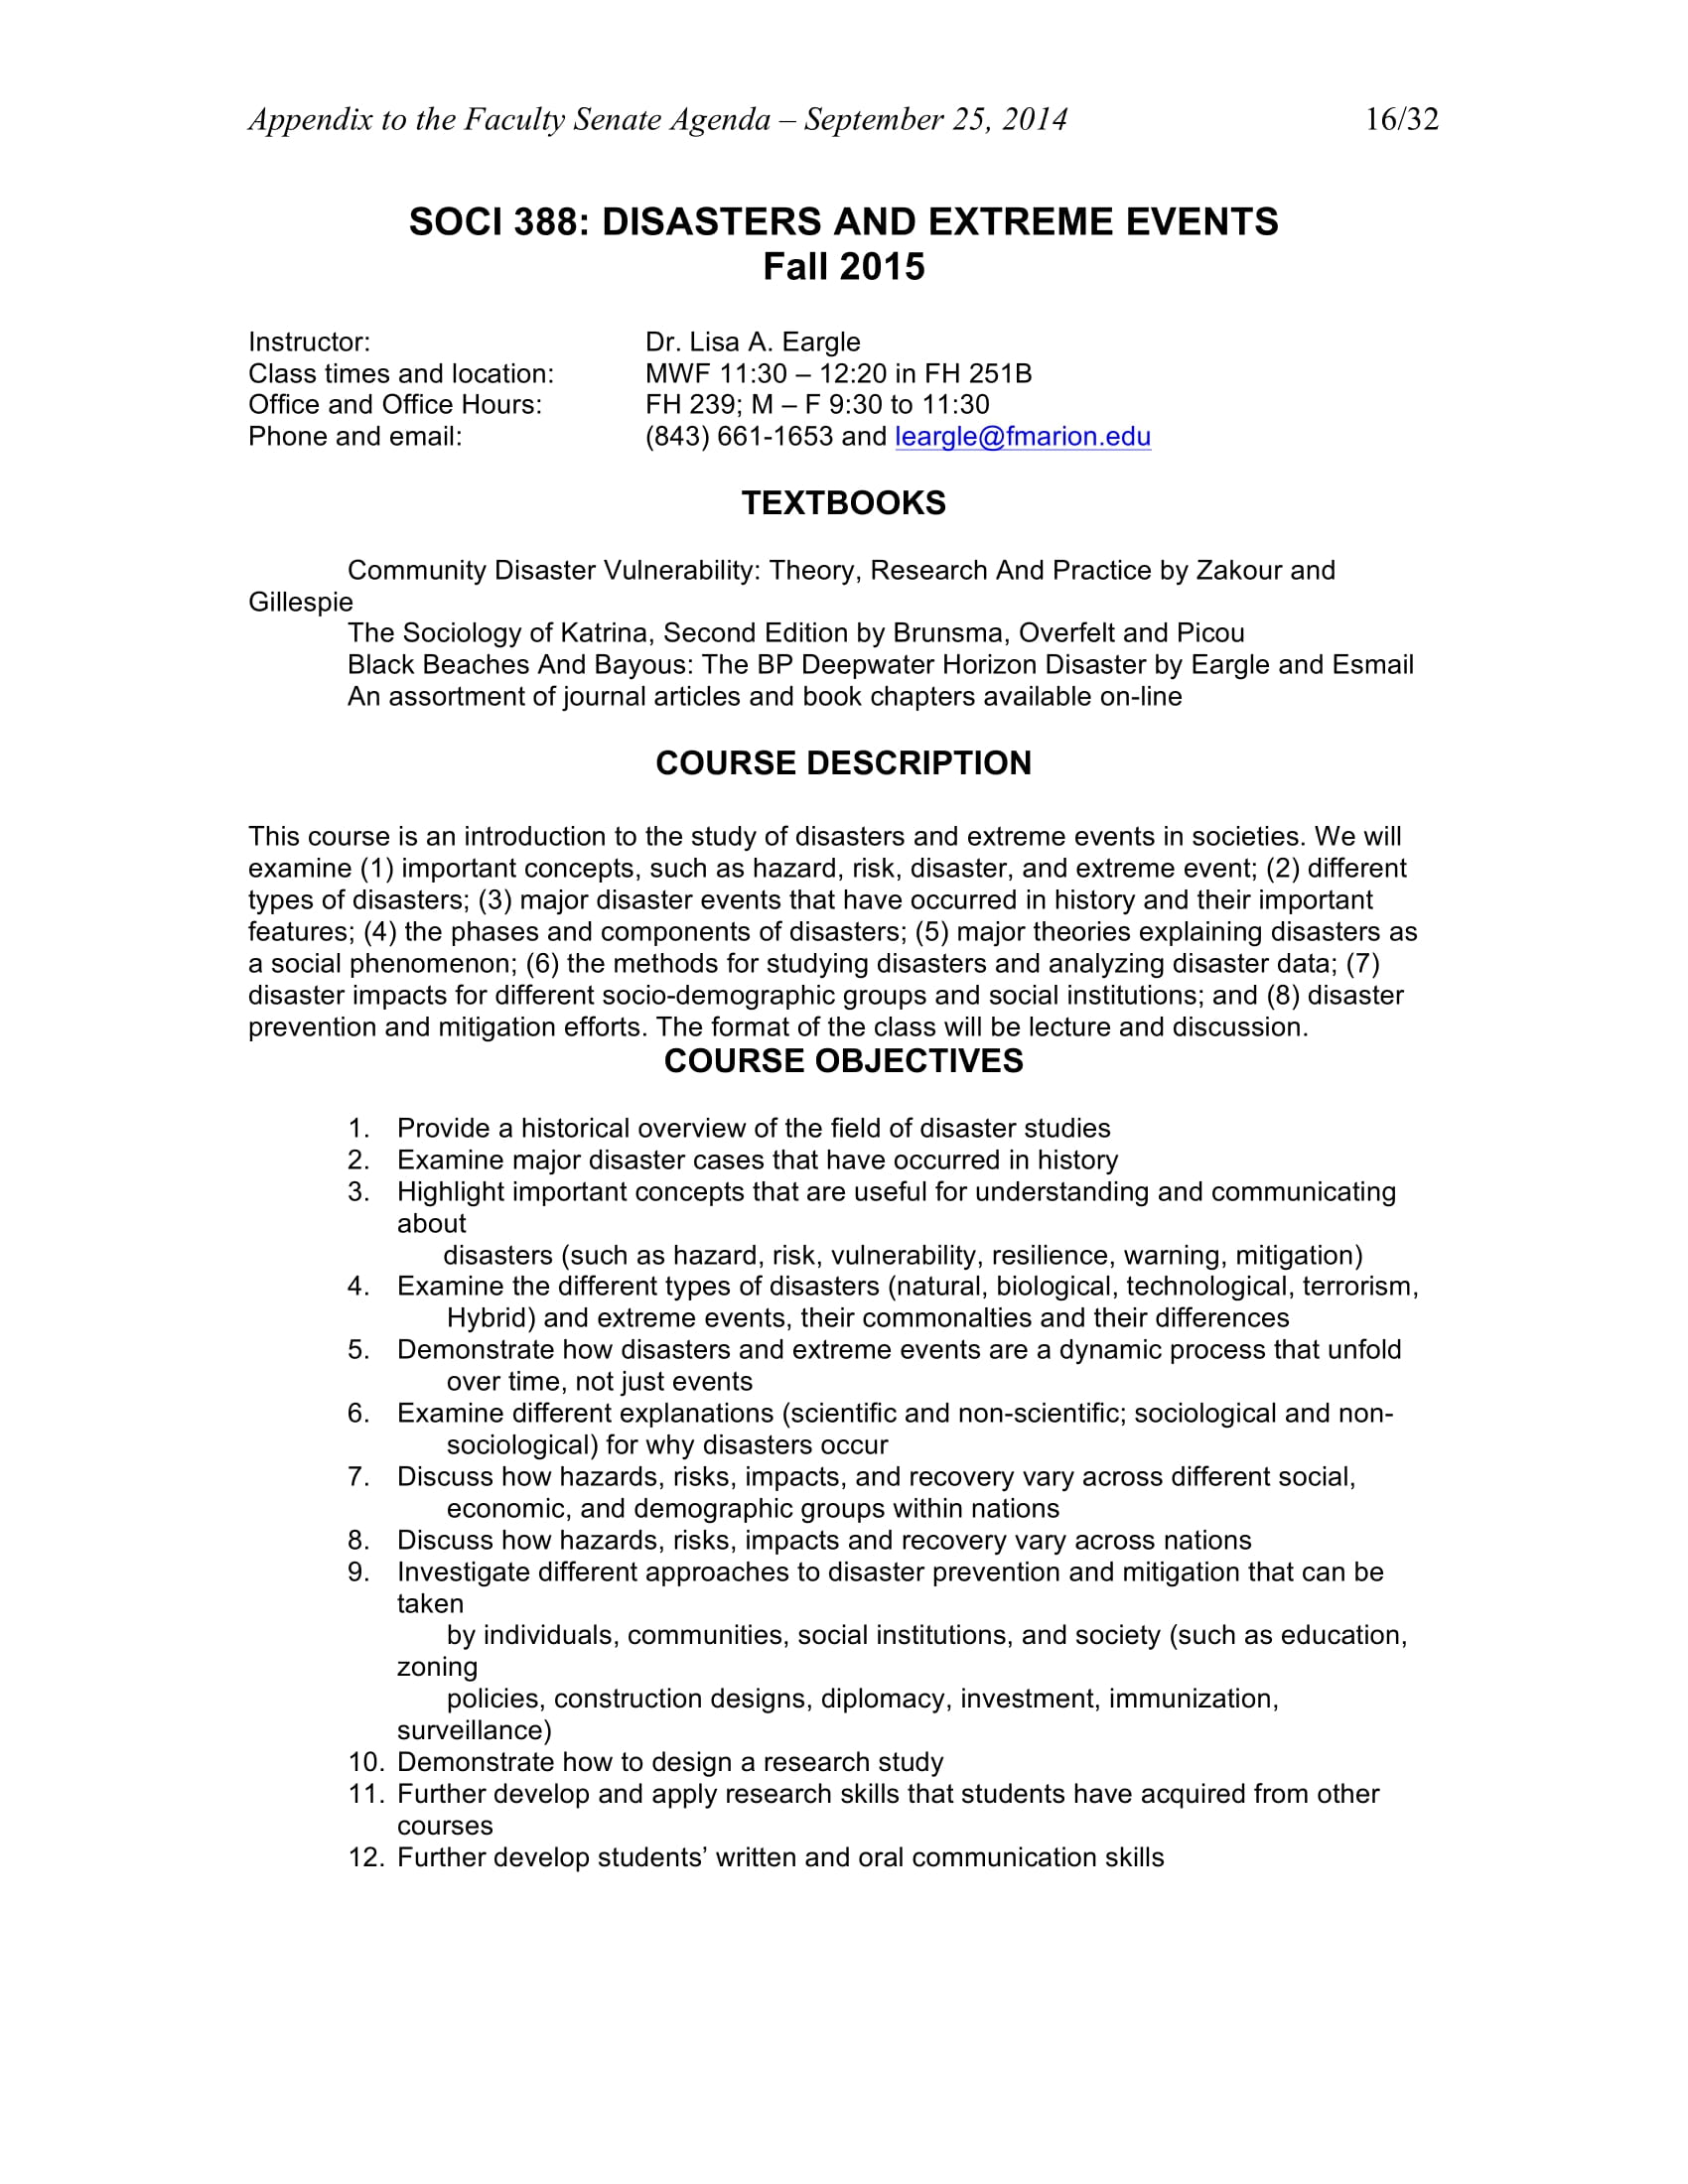 Appendix to the Faculty Senate Agenda – September 25, 2014 16/32
SOCI 388: DISASTERS AND EXTREME EVENTS
Fall 2015
Instructor: Dr. Lisa A. Eargle
Class times and location: MWF 11:30 – 12:20 in FH 251B
Office and Office Hours: FH 239; M – F 9:30 to 11:30
Phone and email: (843) 661-1653 and leargle@fmarion.edu
TEXTBOOKS
Community Disaster Vulnerability: Theory, Research And Practice by Zakour and
Gillespie
The Sociology of Katrina, Second Edition by Brunsma, Overfelt and Picou
Black Beaches And Bayous: The BP Deepwater Horizon Disaster by Eargle and Esmail
An assortment of journal articles and book chapters available on-line
COURSE DESCRIPTION
This course is an introduction to the study of disasters and extreme events in societies. We will
examine (1) important concepts, such as hazard, risk, disaster, and extreme event; (2) different
types of disasters; (3) major disaster events that have occurred in history and their important
features; (4) the phases and components of disasters; (5) major theories explaining disasters as
a social phenomenon; (6) the methods for studying disasters and analyzing disaster data; (7)
disaster impacts for different socio-demographic groups and social institutions; and (8) disaster
prevention and mitigation efforts. The format of the class will be lecture and discussion.
COURSE OBJECTIVES
1. Provide a historical overview of the field of disaster studies
2. Examine major disaster cases that have occurred in history
3. Highlight important concepts that are useful for understanding and communicating
about
disasters (such as hazard, risk, vulnerability, resilience, warning, mitigation)
4. Examine the different types of disasters (natural, biological, technological, terrorism,
Hybrid) and extreme events, their commonalties and their differences
5. Demonstrate how disasters and extreme events are a dynamic process that unfold
over time, not just events
6. Examine different explanations (scientific and non-scientific; sociological and non-
sociological) for why disasters occur
7. Discuss how hazards, risks, impacts, and recovery vary across different social,
economic, and demographic groups within nations
8. Discuss how hazards, risks, impacts and recovery vary across nations
9. Investigate different approaches to disaster prevention and mitigation that can be
taken
by individuals, communities, social institutions, and society (such as education,
zoning
policies, construction designs, diplomacy, investment, immunization,
surveillance)
10. Demonstrate how to design a research study
11. Further develop and apply research skills that students have acquired from other
courses
12. Further develop students’ written and oral communication skills